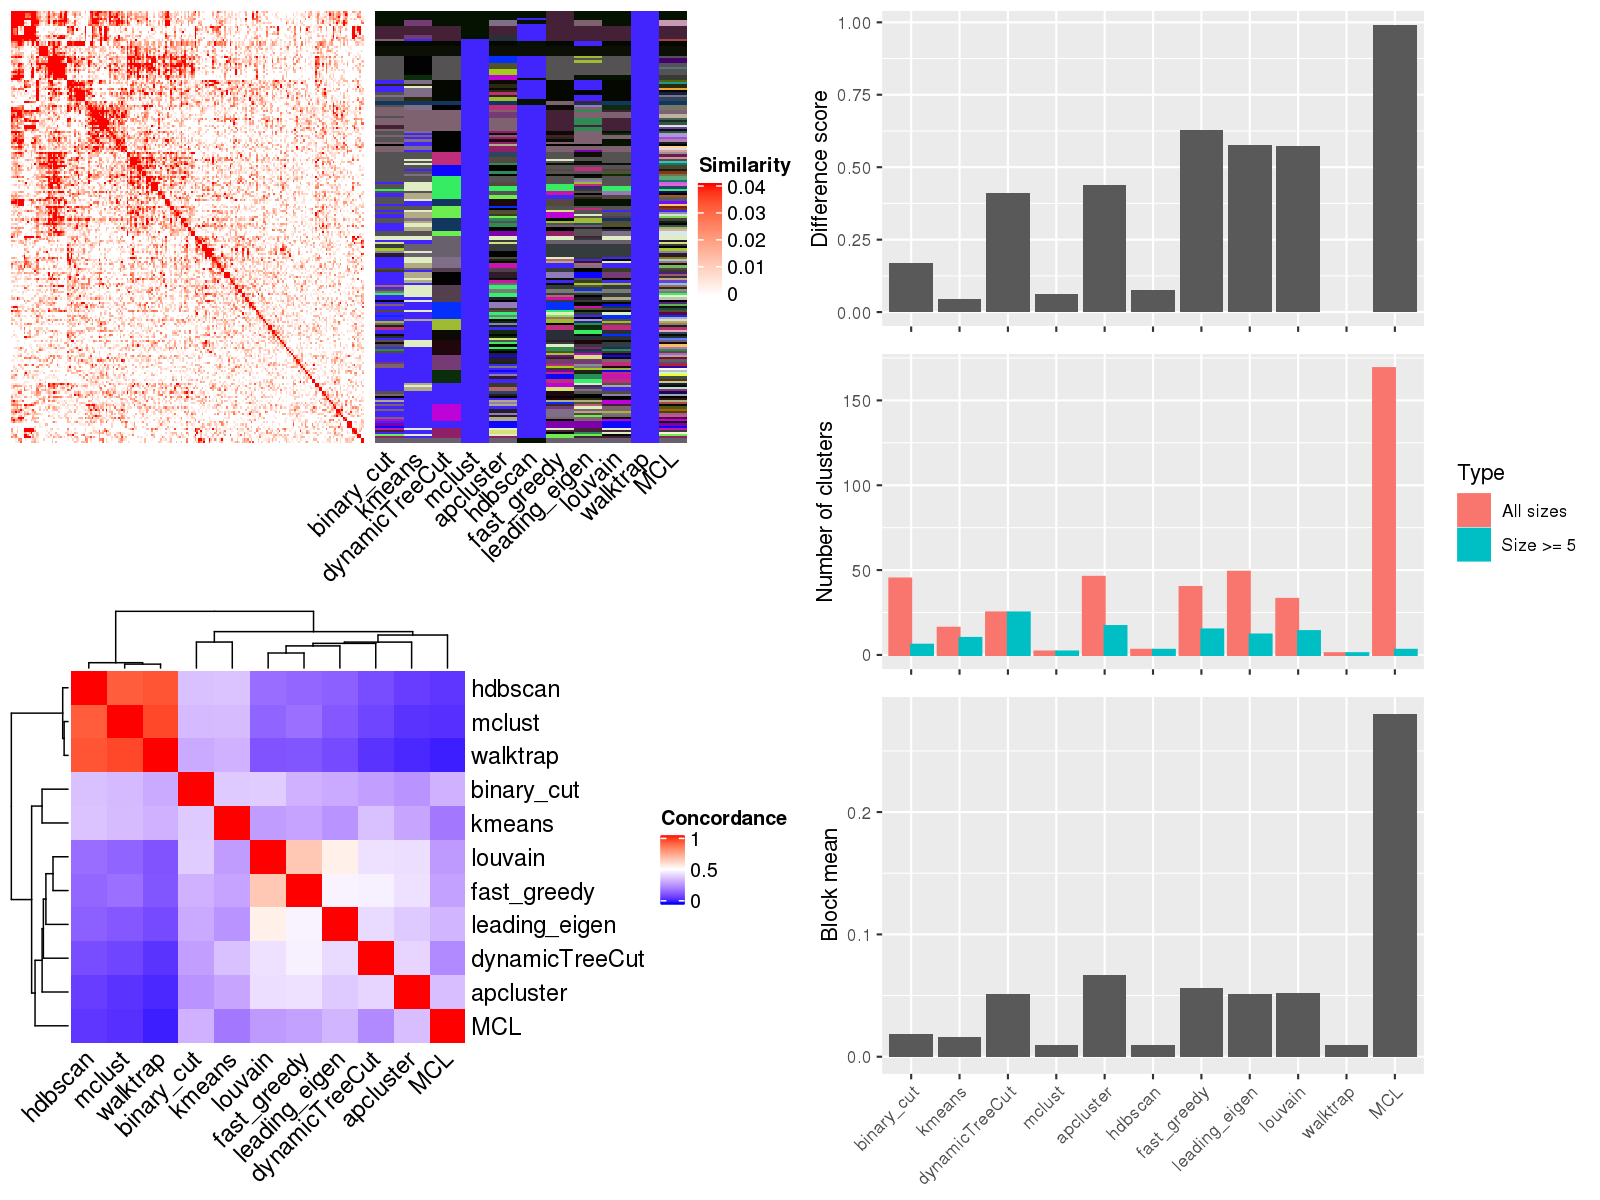 Similarity
0.04
0.03
0.02
0.01
0
binary_cut
kmeans
dynamicTreeCut
mclust
apcluster
hdbscan
fast_greedy
leading_eigen
louvain
walktrap
MCL
hdbscan
mclust
walktrap
binary_cut
kmeans
louvain
fast_greedy
leading_eigen
dynamicTreeCut
apcluster
MCL
hdbscan
mclust
walktrap
binary_cut
kmeans
louvain
fast_greedy
leading_eigen
dynamicTreeCut
apcluster
MCL
Concordance
1
0.5
0
Difference score
1.00
0.75
0.50
0.25
0.00
Number of clusters
150
100
50
0
Type
All sizes
Size >= 5
Block mean
0.2
0.1
0.0
binary_cut
kmeans
dynamicTreeCut
mclust
apcluster
hdbscan
fast_greedy
leading_eigen
louvain
walktrap
MCL